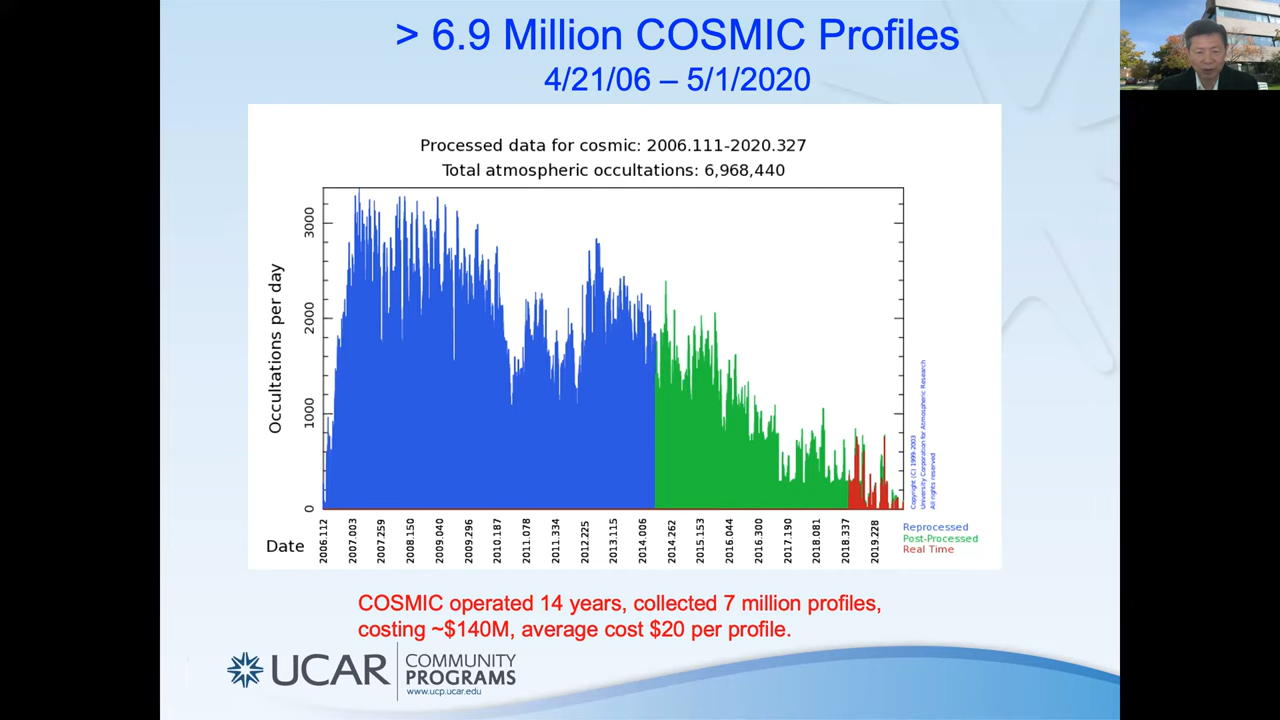 > 6.9 Million COSMIC Profiles
4/21/06 – 5/1/2020
Processed data for cosmic: 2006.111-2020.327
Total atmospheric occultations: 6,968,440
Occultations per day
3000
2000
1000
0
Date
2006.112
2007.003
2007.259
2008.150
2009.040
2009.296
2010.187
2011.078
2011.334
2012.225
2013.115
2014.006
2014.262
2015.153
2016.044
2016.300
2017.190
2018.081
2018.337
2019.228
Copyright (C) 1999-2003
University Corporation for Atmospheric Research
All rights reserved
Reprocessed
Post-Processed
Real Time
COSMIC operated 14 years, collected 7 million profiles,
costing ~$140M, average cost $20 per profile.
UCAR
COMMUNITY
PROGRAMS
www.ucp.ucar.edu